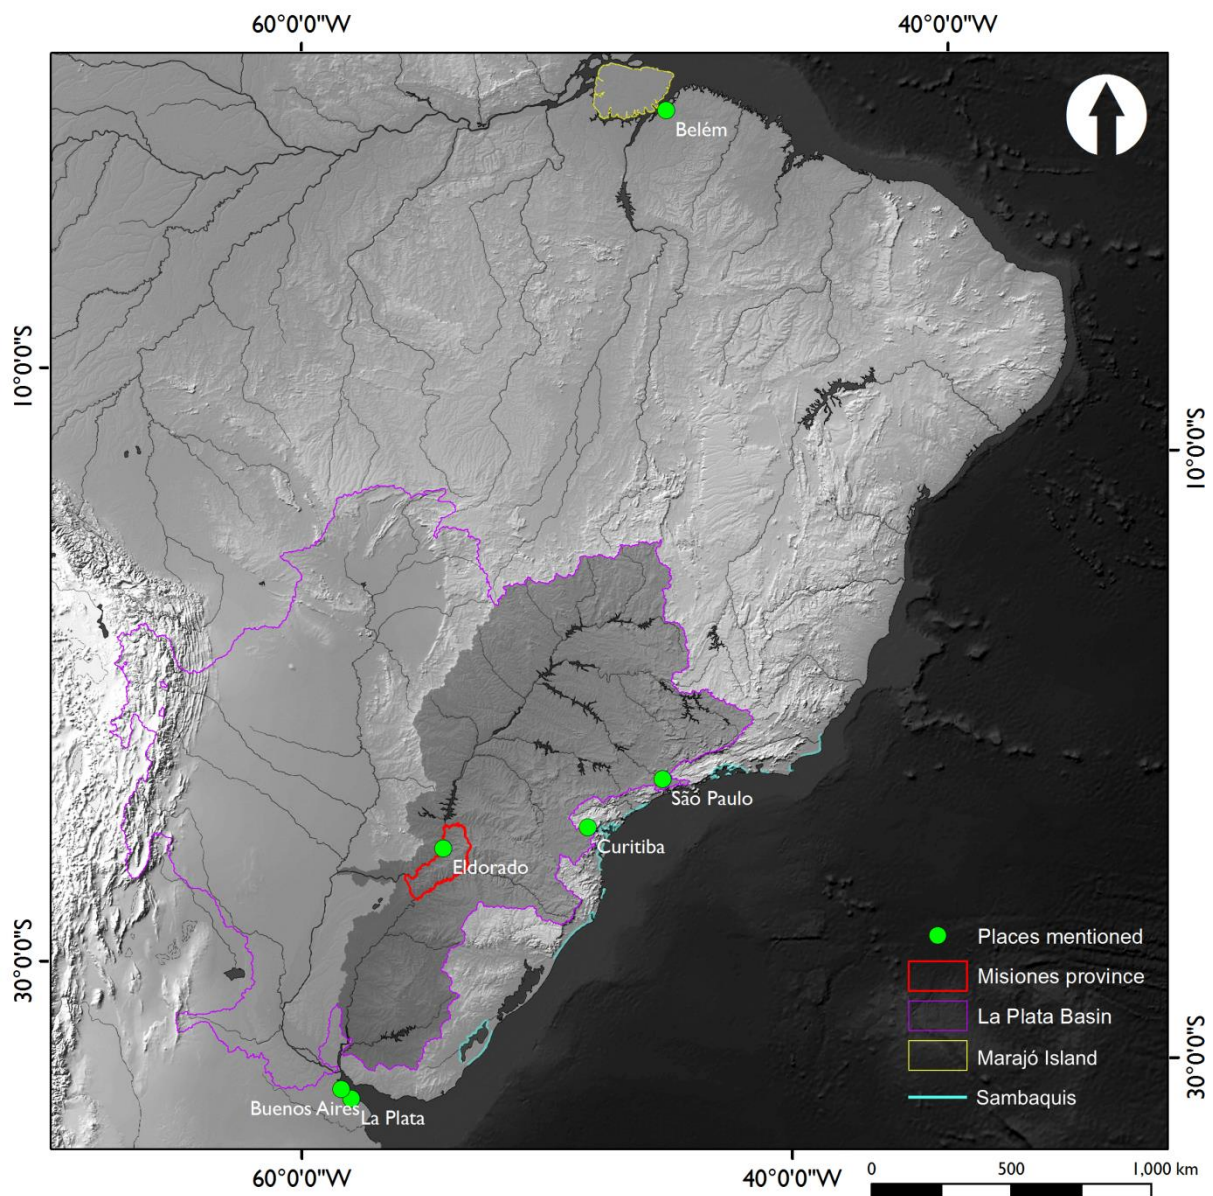 60°0'0"W
40°0'0"W
Belém
10°0'0"S
10°0'0"S
São Paulo
Curitiba
Eldorado
30°0'0"S
30°0'0"S
Buenos Aires
La Plata
Places mentioned
Misiones province
La Plata Basin
Marajó Island
Sambaquis
60°0'0"W
40°0'0"W
0 500 1,000 km